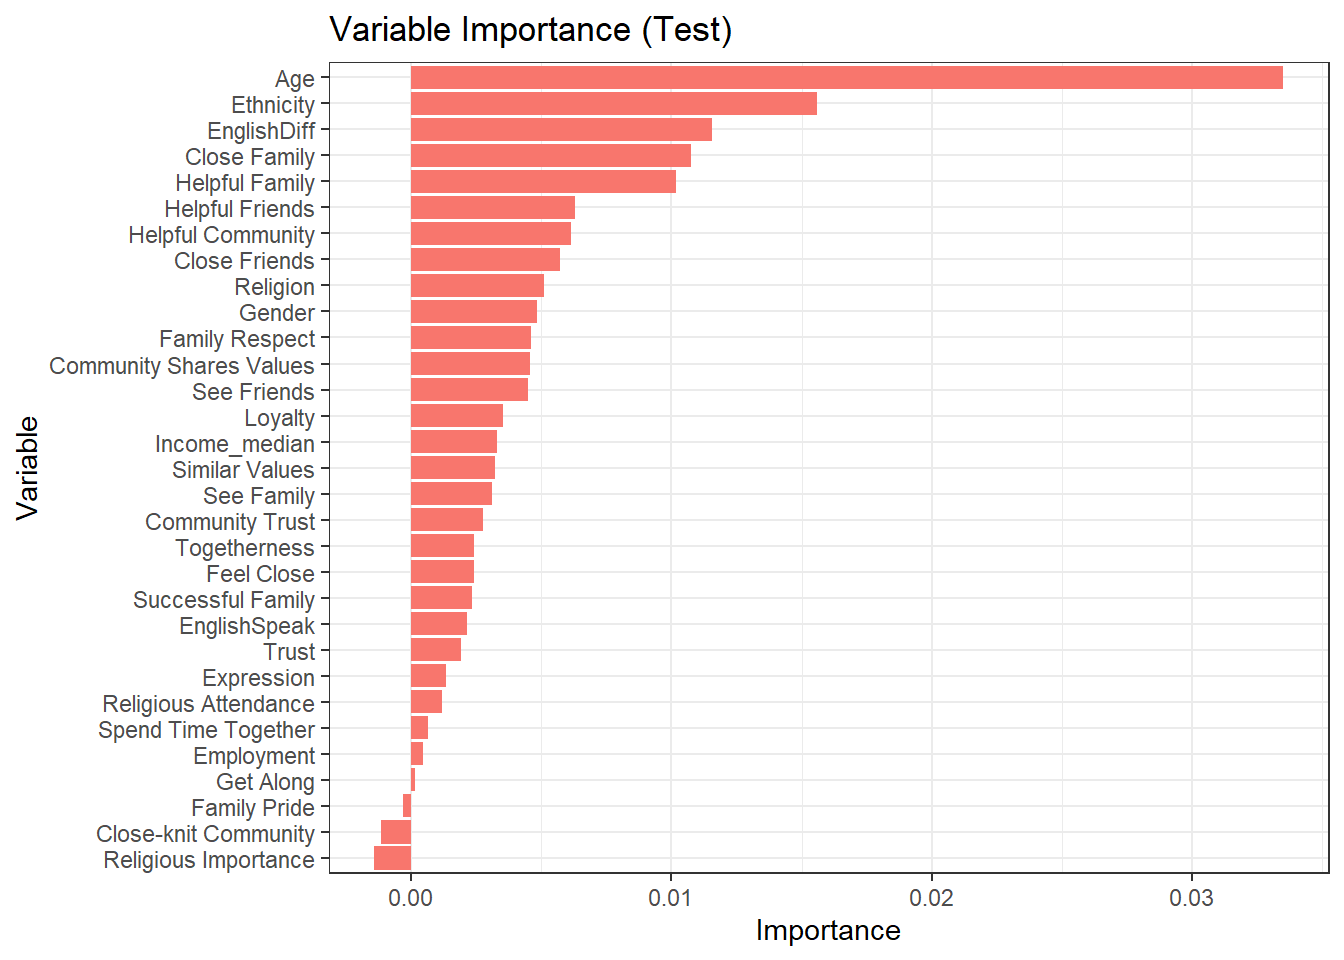 Variable Importance (Test)
Age
Ethnicity
EnglishDiff
Close Family
Helpful Family
Helpful Friends
Helpful Community
Close Friends
Religion
Gender
Family Respect
Community Shares Values
See Friends
Loyalty
Income_median
Similar Values
See Family
Community Trust
Togetherness
Feel Close
Successful Family
EnglishSpeak
Trust
Expression
Religious Attendance
Spend Time Together
Employment
Get Along
Family Pride
Close-knit Community
Religious Importance
Variable
0.00 0.01 0.02 0.03
Importance